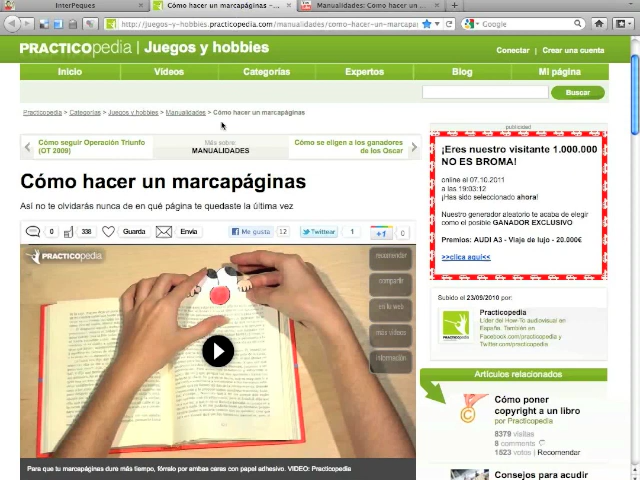 InterPeques
Cómo hacer un marcapáginas – ...
Manualidades: Como hacer un ...
http://juegos-y-hobbies.practicopedia.com/manualidades/como-hacer-un-marcapag
Google
PRACTICOpedia | Juegos y hobbies
Conectar | Crear una cuenta
Inicio
Vídeos
Categorías
Expertos
Blog
Mi página
Buscar
Practicopedia > Categorías > Juegos y hobbies > Manualidades > Cómo hacer un marcapáginas
Cómo seguir Operación Triunfo
(OT 2009)
Más sobre:
MANUALIDADES
Cómo se eligen a los ganadores
de los Oscar
Cómo hacer un marcapáginas
Así no te olvidarás nunca de en qué página te quedaste la última vez
0
338
Guarda
Envia
Me gusta
12
Twittear
1
+1
0
PRACTICOpedia
recomendar
compartir
en tu web
más vídeos
información
Para que tu marcapáginas dure más tiempo, fórralo por ambas caras con papel adhesivo. VIDEO: Practicopedia
publicidad
¡Eres nuestro visitante 1.000.000
NO ES BROMA!
online el 07.10.2011
a las 19:03:12
¡Has sido seleccionado ahora!
Nuestro generador aleatorio te acaba de elegir
como el posible GANADOR EXCLUSIVO
Premios: AUDI A3 - Viaje de lujo - 20.000€
>>clica aquí<<
Subido el 23/09/2010 por:
Practicopedia
Líder del How-To audiovisual en
España. También en
Facebook.com/practicopedia y
Twitter.com/practicopedia
PRACTICOpedia
Artículos relacionados
Cómo poner
copyright a un libro
por Practicopedia
8379 visitas
8 comments
1523 votos | Recomendar
Consejos para acudir